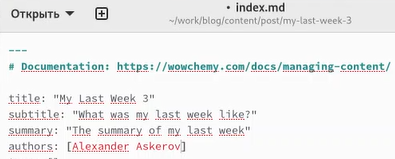 Открыть
• index.md
~/work/blog/content/post/my-last-week-3
---
# Documentation: https://wowchemy.com/docs/managing-content/
title: "My Last Week 3"
subtitle: "What was my last week like?"
summary: "The summary of my last week"
authors: [Alexander Askerov]